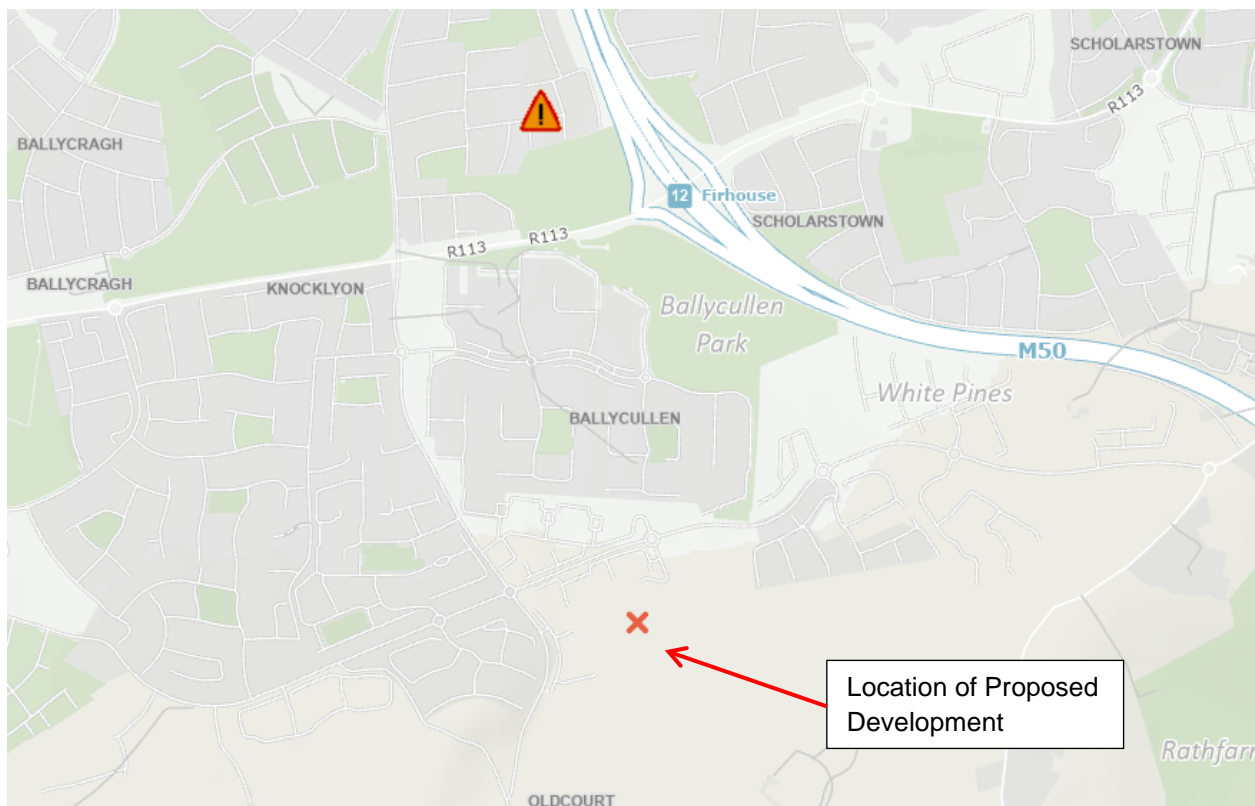 SCHOLARSTOWN
R113
BALLYCRAGH
!
12 Firhouse
SCHOLARSTOWN
R113 R113
BALLYCRAGH
KNOCKLYON
Ballycullen
Park
M50
White Pines
BALLYCULLEN
Location of Proposed
Development
Rathfarr
OLDCOURT